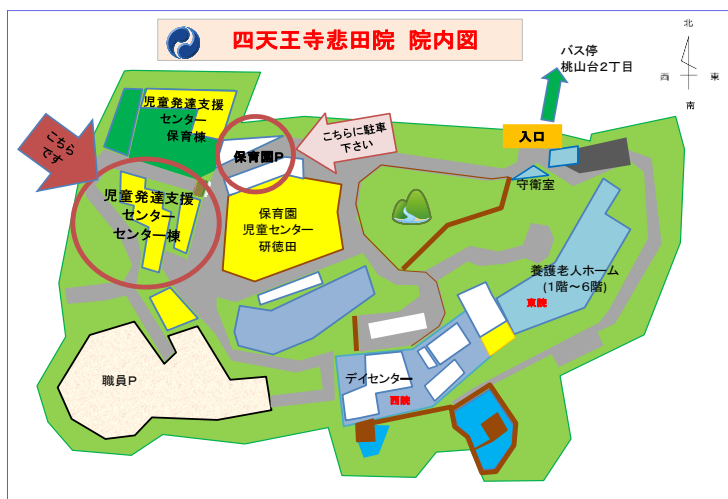 四天王寺悲田院 院内図
北
西 東
南
バス停
桃山台2丁目
入口
守衛室
児童発達支援
センター
保育棟
こちら
です
保育園P
こちらに駐車
下さい
児童発達支援
センター
センター棟
保育園
児童センター
研徳田
養護老人ホーム
(1階～6階)
東院
デイセンター
西院
職員P